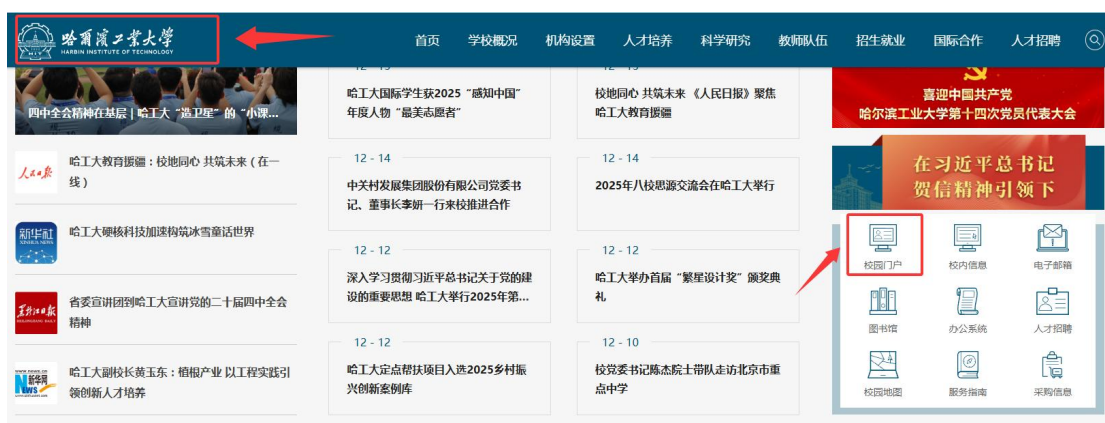 哈爾濱工業大學
HARBIN INSTITUTE OF TECHNOLOGY
首页 学校概况 机构设置 人才培养 科学研究 教师队伍 招生就业 国际合作 人才招聘
四中全会精神在基层 | 哈工大“造卫星”的“小课...
人民日报
哈工大教育援疆：校地同心 共筑未来（在一
线）
新华社
XINHUA NEWS
哈工大硬核科技加速构筑冰雪童话世界
黑龙江日报
省委宣讲团到哈工大宣讲党的二十届四中全会
精神
新华网
NEWS
哈工大副校长黄玉东：植根产业 以工程实践引
领创新人才培养
哈工大国际学生获2025“感知中国”
年度人物“最美志愿者”
校地同心 共筑未来 《人民日报》聚焦
哈工大教育援疆
12 - 14
中关村发展集团股份有限公司党委书
记、董事长李妍一行来校推进合作
12 - 14
2025年八校思源交流会在哈工大举行
12 - 12
深入学习贯彻习近平总书记关于党的建
设的重要思想 哈工大举行2025年第...
12 - 12
哈工大举办首届“繁星设计奖”颁奖典
礼
12 - 12
哈工大定点帮扶项目入选2025乡村振
兴创新案例库
12 - 10
校党委书记陈杰院士带队走访北京市重
点中学
喜迎中国共产党
哈尔滨工业大学第十四次党员代表大会
在习近平总书记
贺信精神引领下
校园门户 校内信息 电子邮箱
图书馆 办公系统 人才招聘
校园地图 服务指南 采购信息